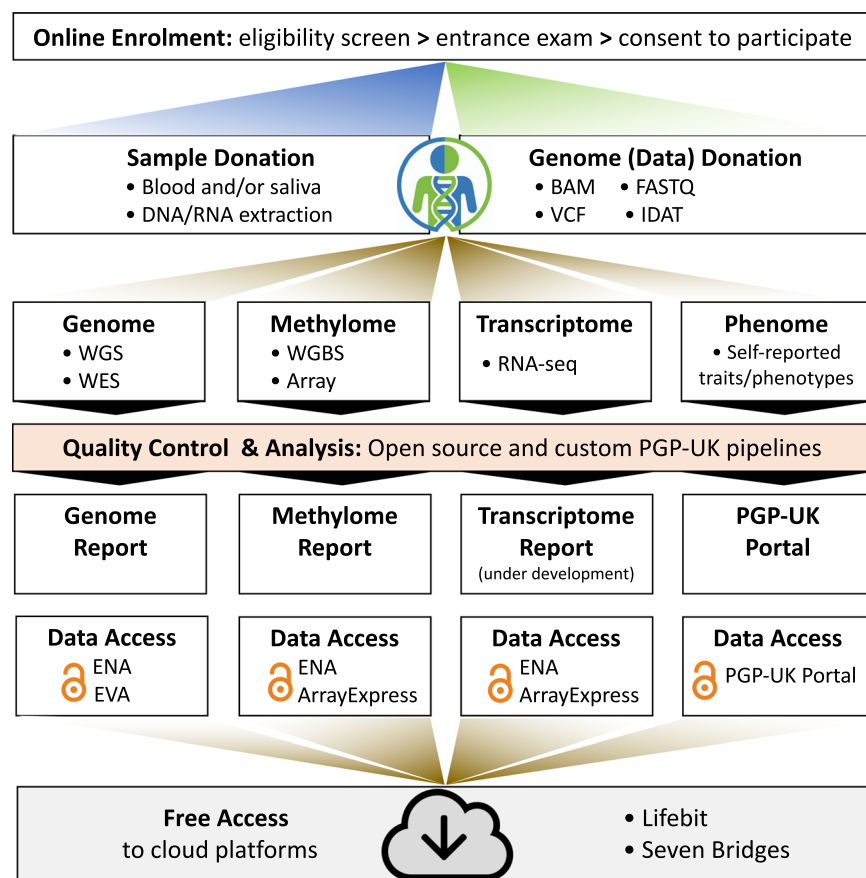 Online Enrolment: eligibility screen > entrance exam > consent to participate
Sample Donation
• Blood and/or saliva
• DNA/RNA extraction
Genome (Data) Donation
• BAM • FASTQ
• VCF • IDAT
Genome
• WGS
• WES
Methylome
• WGBS
• Array
Transcriptome
• RNA-seq
Phenome
• Self-reported
traits/phenotypes
Quality Control & Analysis: Open source and custom PGP-UK pipelines
Genome
Report
Methylome
Report
Transcriptome
Report
(under development)
PGP-UK
Portal
Data Access
ENA
EVA
Data Access
ENA
ArrayExpress
Data Access
ENA
ArrayExpress
Data Access
PGP-UK Portal
Free Access
to cloud platforms
• Lifebit
• Seven Bridges